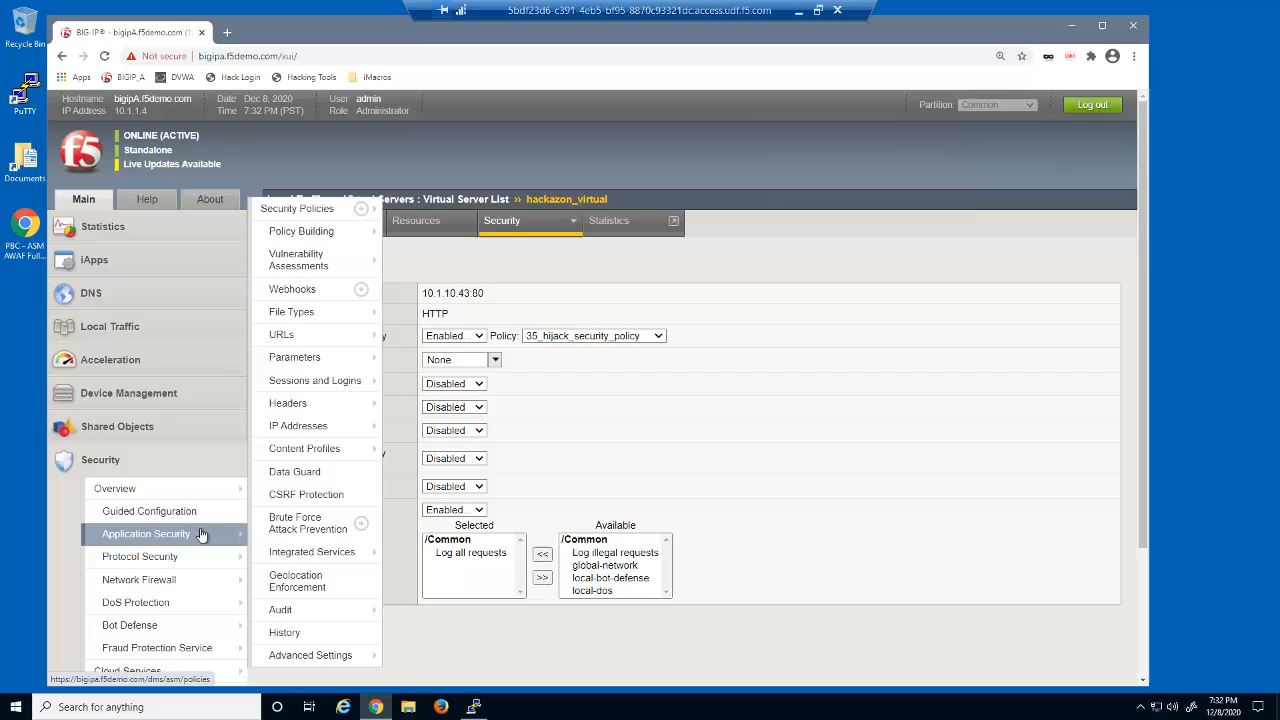 5bdf23d6-c391-4eb5-bf95-8870c93321dc.access.udf.f5.com
Recycle Bin
PuTTY
Documents
PBC - ASM
AWAF Full...
BIG-IP® - bigipA.f5demo.com (1
Not secure | bigipa.f5demo.com/xui/
Apps
BIGIP_A
DVWA
Hack Login
Hacking Tools
iMacros
Hostname bigipA.f5demo.com
IP Address 10.1.1.4
Date Dec 8, 2020
Time 7:32 PM (PST)
User admin
Role Administrator
Partition: Common
Log out
f5
ONLINE (ACTIVE)
Standalone
Live Updates Available
Main
Help
About
Servers : Virtual Server List » hackazon_virtual
Resources
Security
Statistics
Statistics
iApps
DNS
Local Traffic
Acceleration
Device Management
Shared Objects
Security
Overview
Guided Configuration
Application Security
Protocol Security
Network Firewall
DoS Protection
Bot Defense
Fraud Protection Service
Cloud Services
https://bigipa.f5demo.com/dms/asm/policies
Security Policies
Policy Building
Vulnerability
Assessments
Webhooks
File Types
URLs
Parameters
Sessions and Logins
Headers
IP Addresses
Content Profiles
Data Guard
CSRF Protection
Brute Force
Attack Prevention
Integrated Services
Geolocation
Enforcement
Audit
History
Advanced Settings
10.1.10.43:80
HTTP
Enabled... Policy: 35_hijack_security_policy
None
Disabled
Disabled
Disabled
Disabled
Disabled
Enabled...
Selected
Available
/Common
Log all requests
<<
>>
/Common
Log illegal requests
global-network
local-bot-defense
local-dos
Search for anything
7:32 PM
12/8/2020